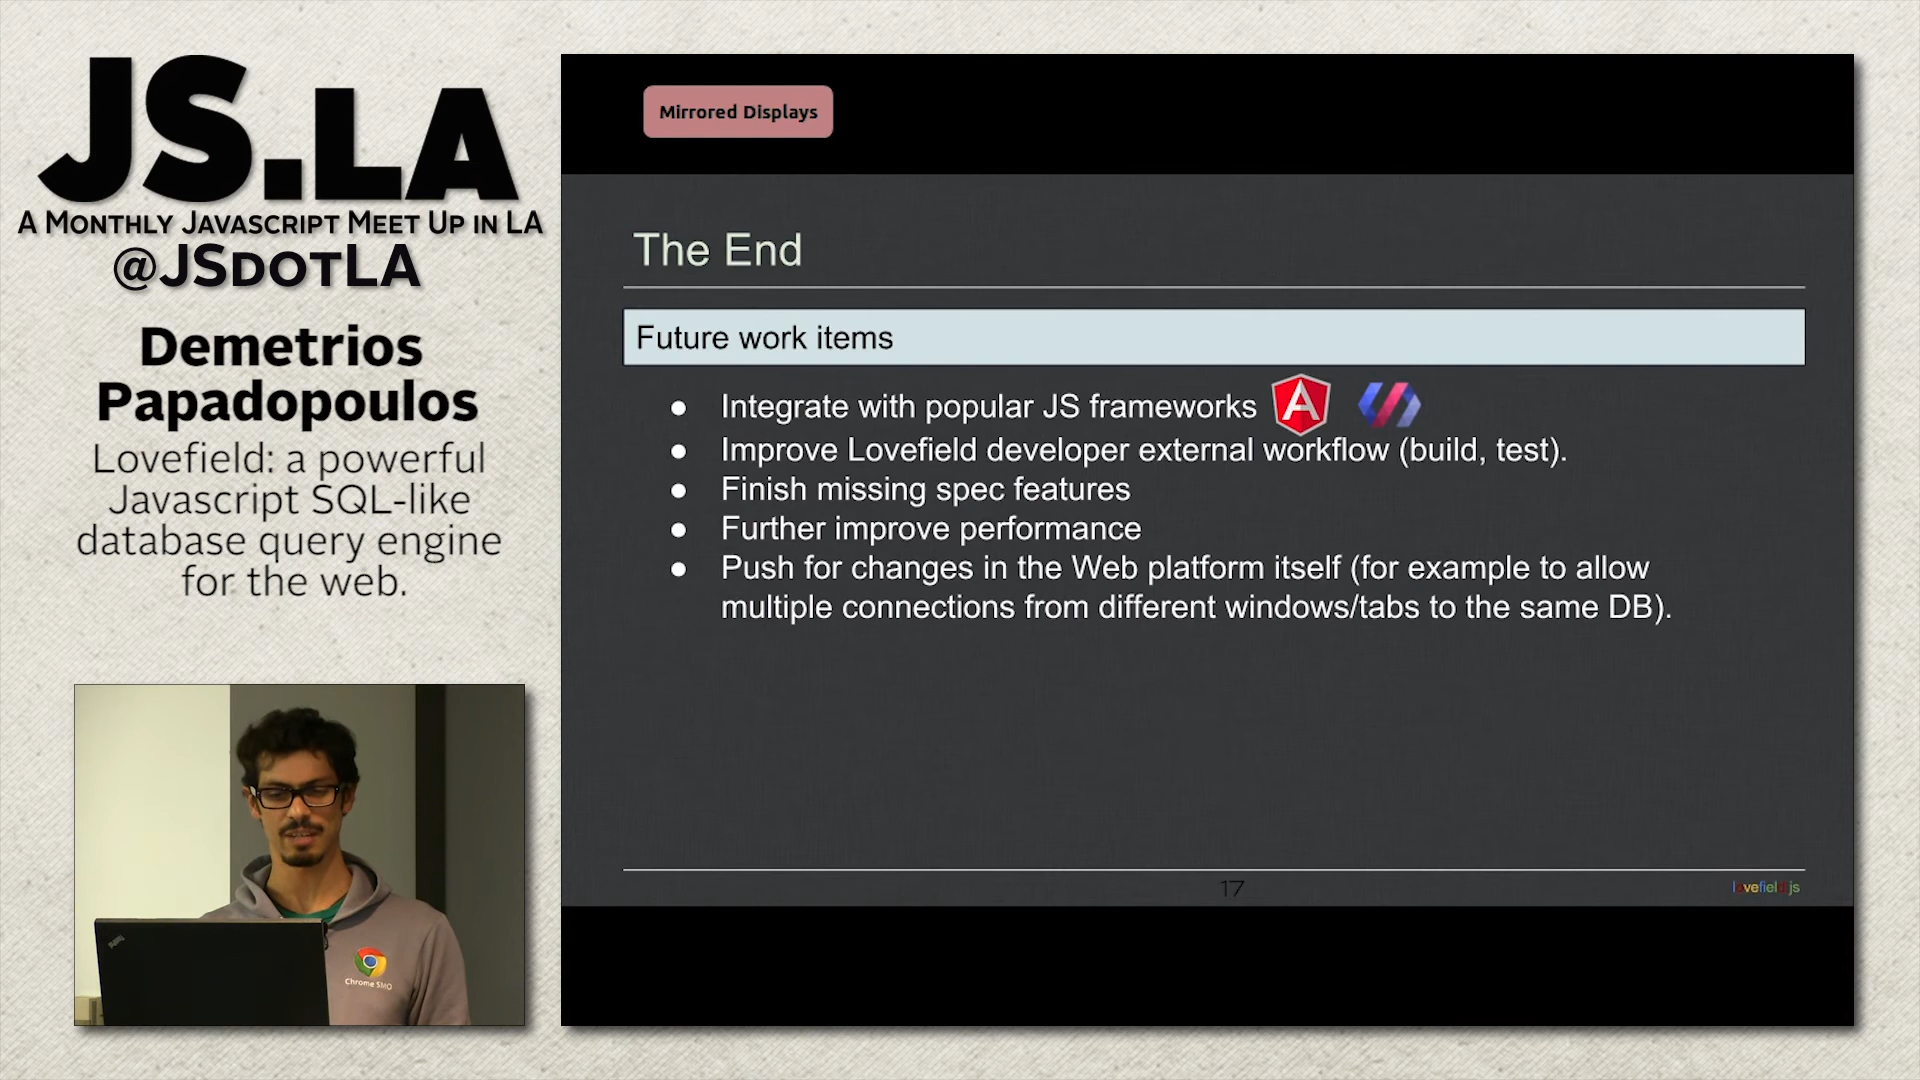 JS.LA
A Monthly Javascript Meet Up in LA
@JSdotLA
Demetrios
Papadopoulos
Lovefield: a powerful
Javascript SQL-like
database query engine
for the web.
Chrome SMO
Mirrored Displays
The End
Future work items
● Integrate with popular JS frameworks
● Improve Lovefield developer external workflow (build, test).
● Finish missing spec features
● Further improve performance
● Push for changes in the Web platform itself (for example to allow
multiple connections from different windows/tabs to the same DB).
17
lovefield.js